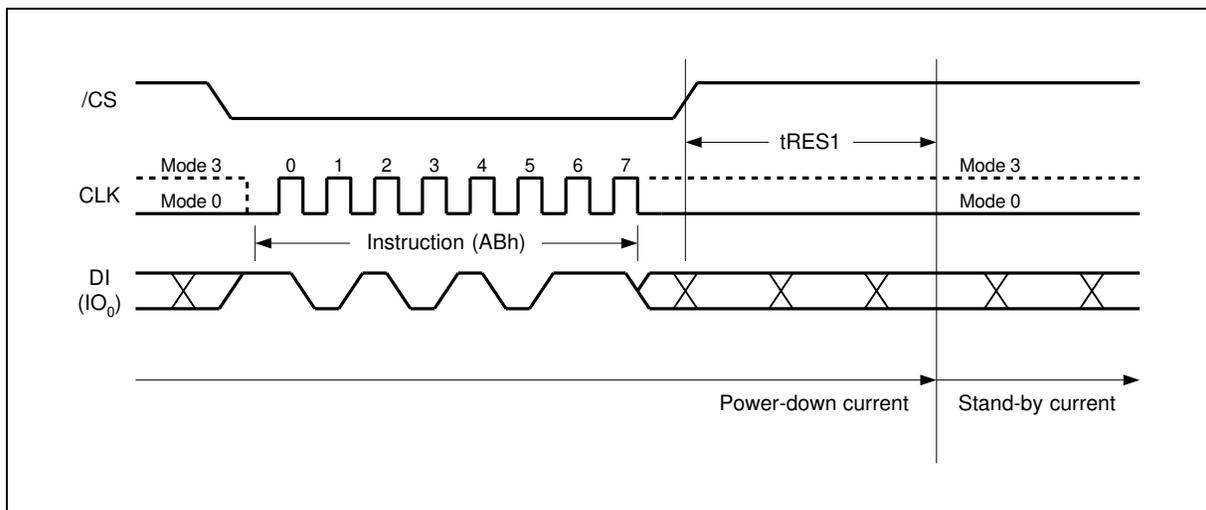 /CS
tRES1
Mode 3 0 1 2 3 4 5 6 7 Mode 3
CLK
Mode 0 Mode 0
Instruction (ABh)
DI
(IO₀)
Power-down current Stand-by current